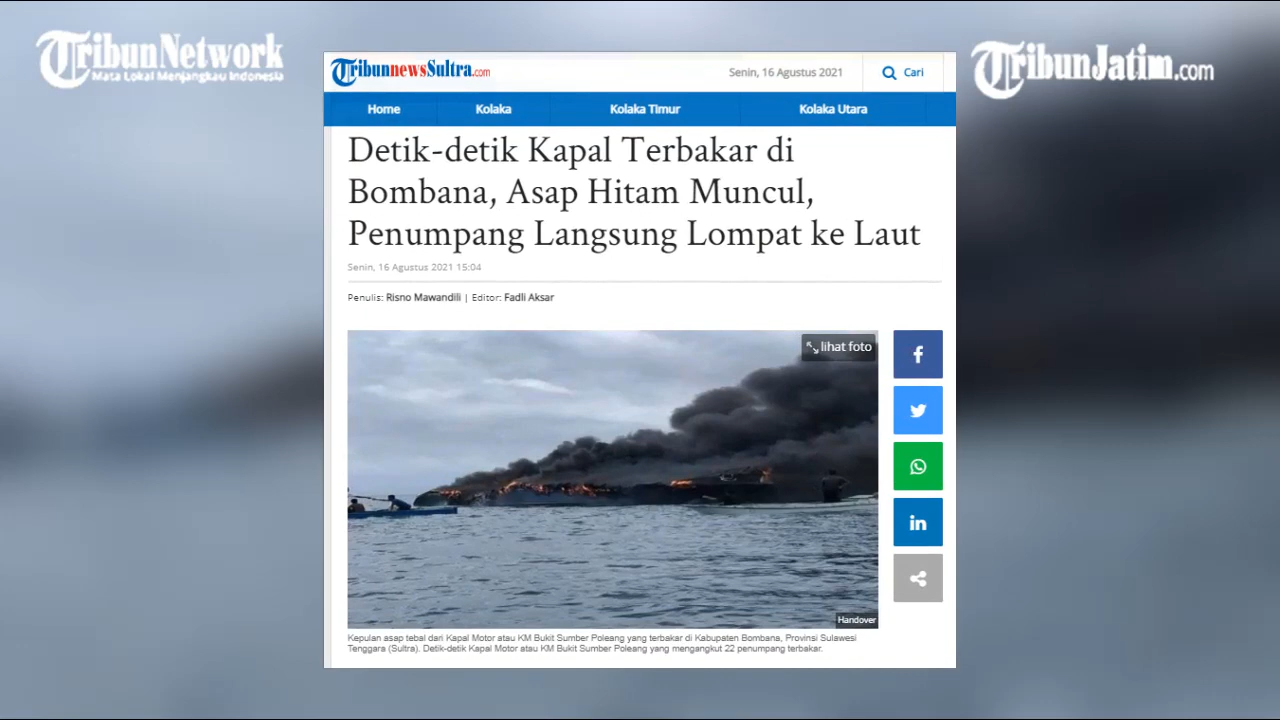 TribunNetwork
Mata Lokal Menjangkau Indonesia
TribunJatim.com
TribunnewsSultra.com
Senin, 16 Agustus 2021
Cari
Home
Kolaka
Kolaka Timur
Kolaka Utara
Detik-detik Kapal Terbakar di
Bombana, Asap Hitam Muncul,
Penumpang Langsung Lompat ke Laut
Senin, 16 Agustus 2021 15:04
Penulis: Risno Mawandili | Editor: Fadli Aksar
lihat foto
f
in
Handover
Kepulan asap tebal dari Kapal Motor atau KM Bukit Sumber Poleang yang terbakar di Kabupaten Bombana, Provinsi Sulawesi
Tenggara (Sultra). Detik-detik Kapal Motor atau KM Bukit Sumber Poleang yang mengangkut 22 penumpang terbakar.